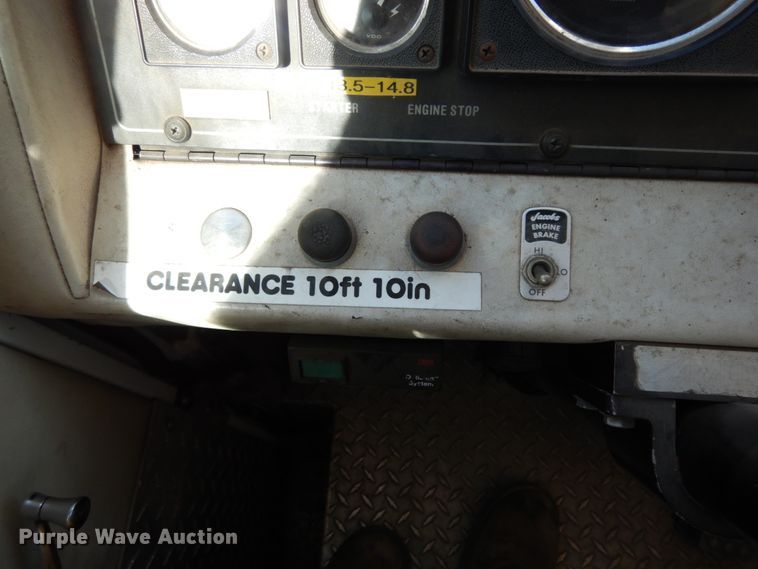 VDO
13.5-14.8
STARTER
ENGINE STOP
Jacobs
ENGINE
BRAKE
HI
LO
OFF
CLEARANCE 10ft 10in
Purple Wave Auction